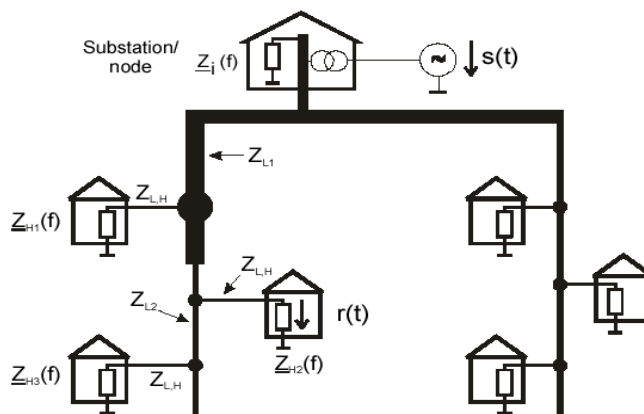 Substation/
node
Z_i(f)
~
s(t)
Z_L1
Z_L,H
Z_H1(f)
Z_L,H
Z_L2
r(t)
Z_H2(f)
Z_H3(f)
Z_L,H